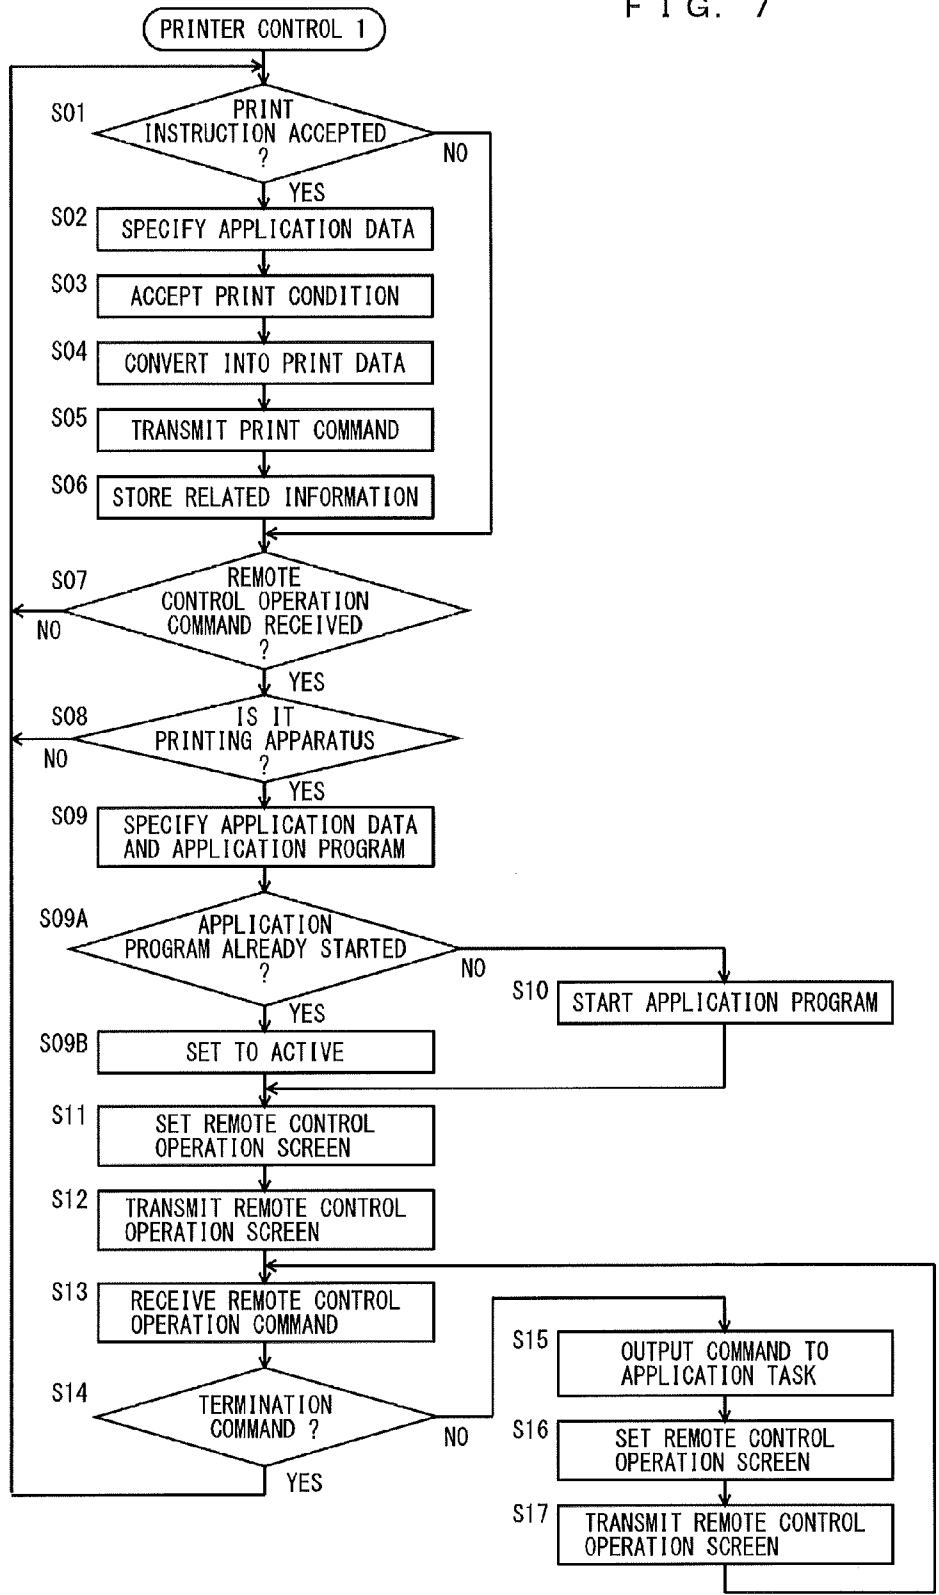 FIG. 7
PRINTER CONTROL 1
S01
PRINT
INSTRUCTION ACCEPTED
?
NO
YES
S02
SPECIFY APPLICATION DATA
S03
ACCEPT PRINT CONDITION
S04
CONVERT INTO PRINT DATA
S05
TRANSMIT PRINT COMMAND
S06
STORE RELATED INFORMATION
S07
REMOTE
CONTROL OPERATION
COMMAND RECEIVED
?
NO
YES
S08
IS IT
PRINTING APPARATUS
?
NO
YES
S09
SPECIFY APPLICATION DATA
AND APPLICATION PROGRAM
S09A
APPLICATION
PROGRAM ALREADY STARTED
?
NO
YES
S10
START APPLICATION PROGRAM
S09B
SET TO ACTIVE
S11
SET REMOTE CONTROL
OPERATION SCREEN
S12
TRANSMIT REMOTE CONTROL
OPERATION SCREEN
S13
RECEIVE REMOTE CONTROL
OPERATION COMMAND
S14
TERMINATION
COMMAND ?
NO
YES
S15
OUTPUT COMMAND TO
APPLICATION TASK
S16
SET REMOTE CONTROL
OPERATION SCREEN
S17
TRANSMIT REMOTE CONTROL
OPERATION SCREEN